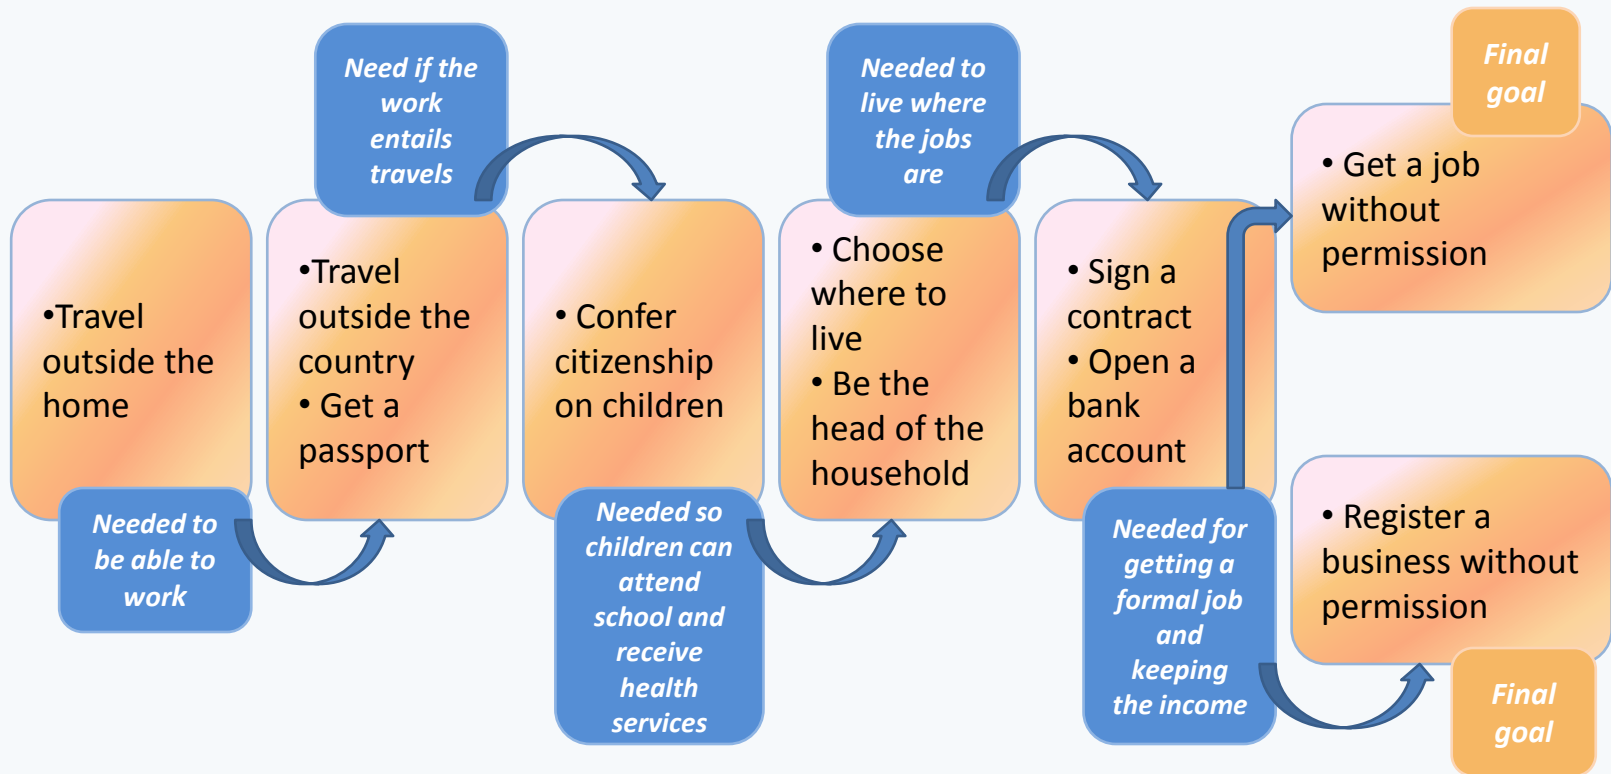 •Travel
outside the
home
Needed to
be able to
work
Need if the
work
entails
travels
•Travel
outside the
country
• Get a
passport
• Confer
citizenship
on children
Needed so
children can
attend
school and
receive
health
services
Needed to
live where
the jobs
are
• Choose
where to
live
• Be the
head of the
household
• Sign a
contract
• Open a
bank
account
Needed for
getting a
formal job
and
keeping
the income
Final
goal
• Get a job
without
permission
• Register a
business without
permission
Final
goal